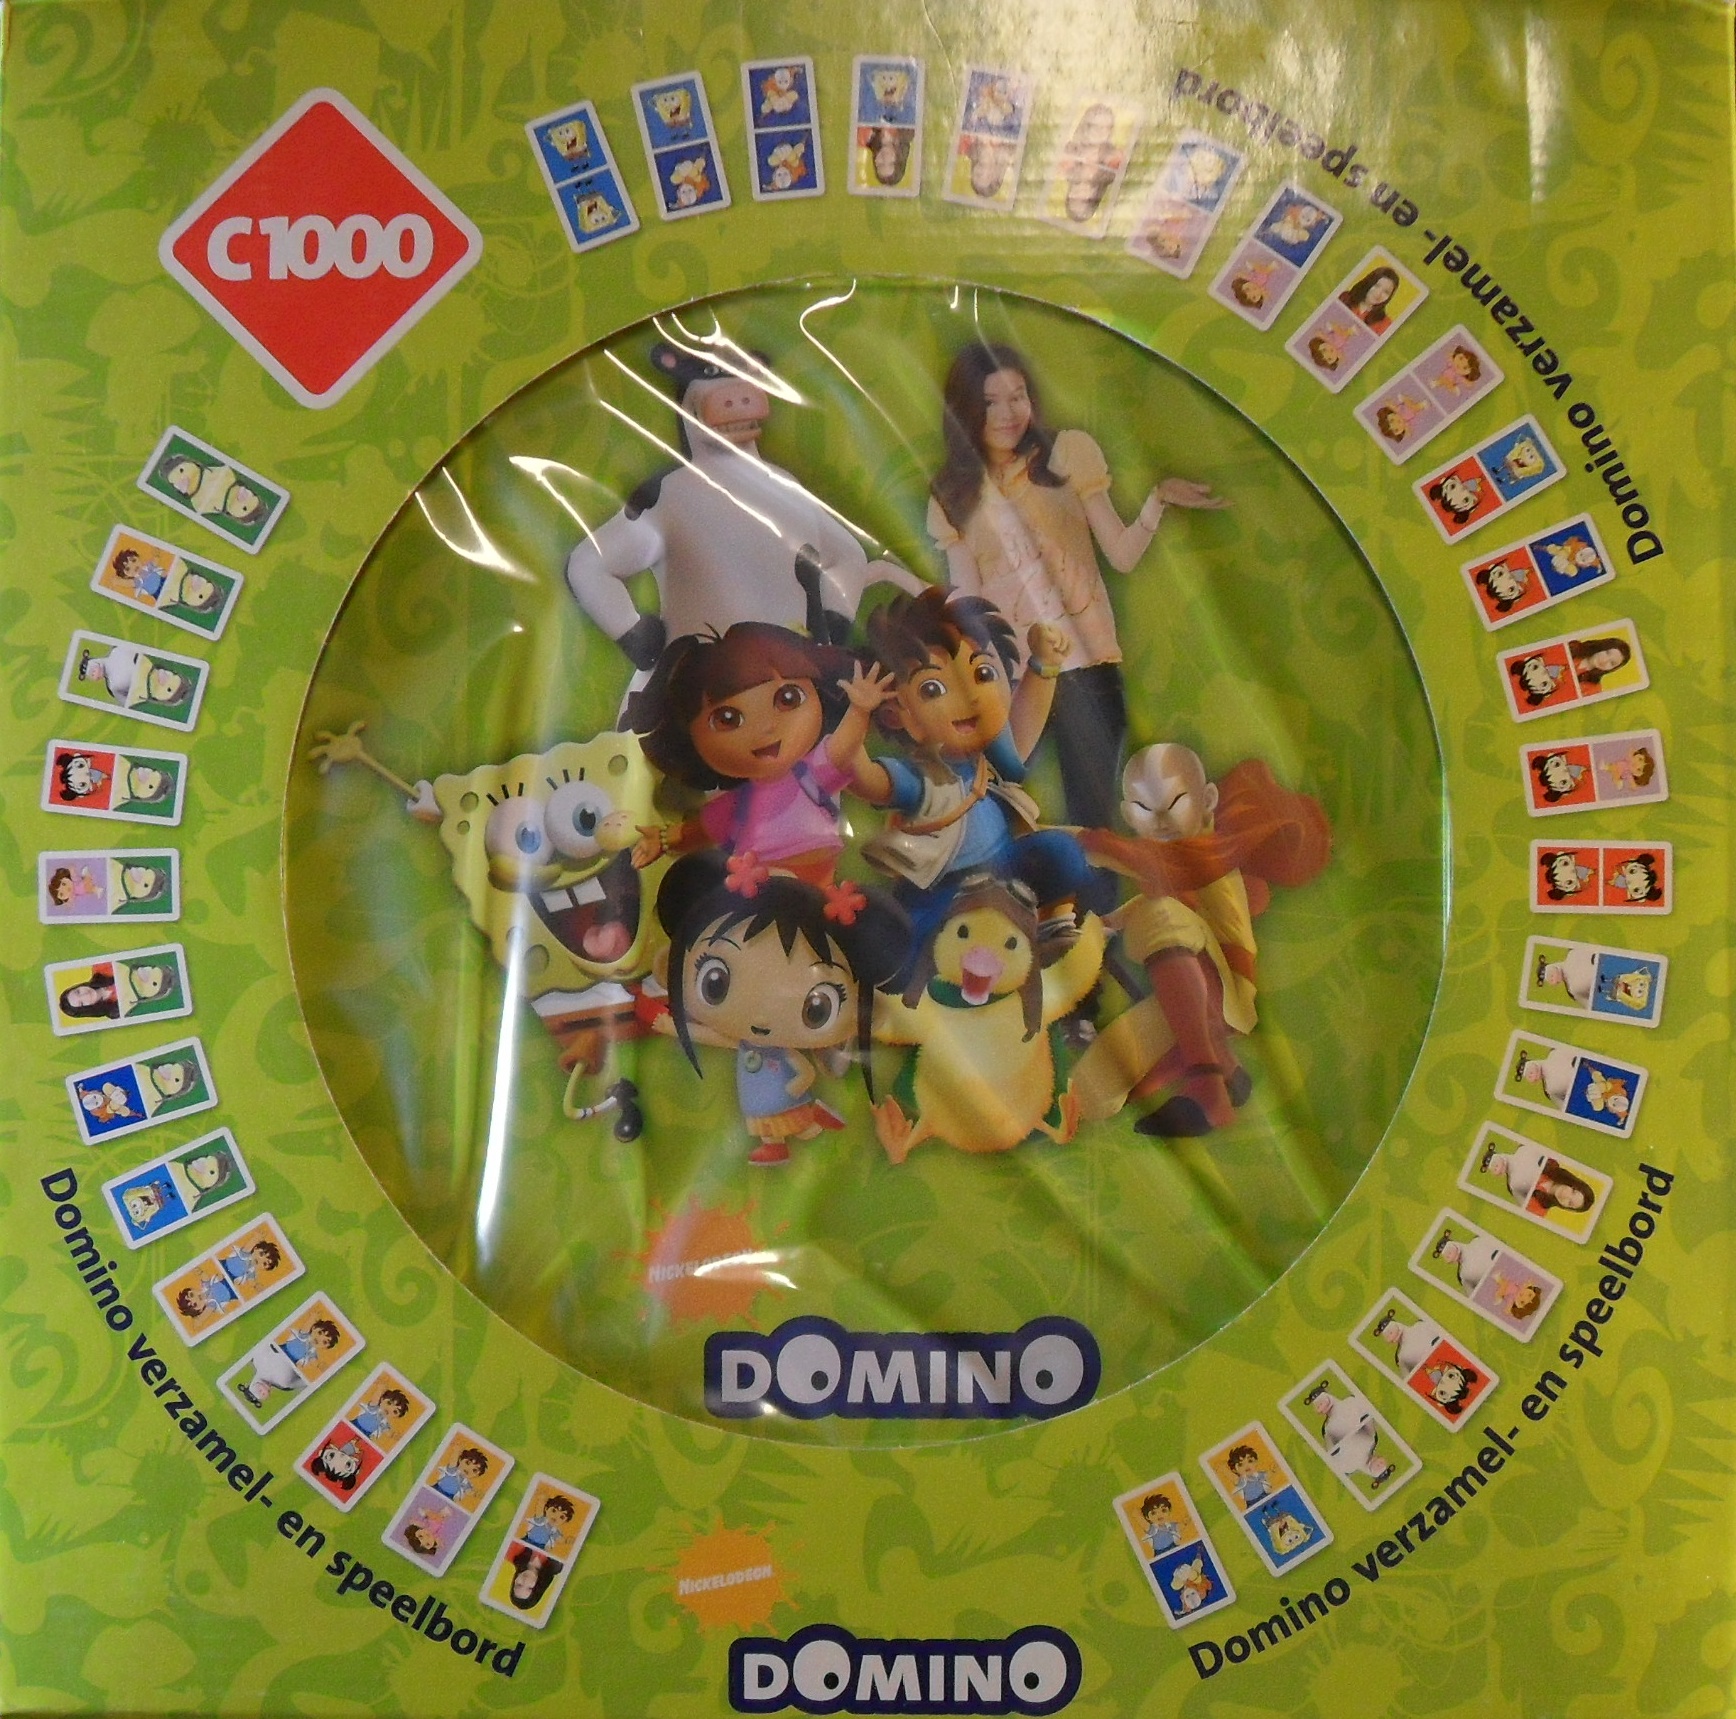 C1000
Domino verzamel- en speelbord
NICKELODEON
DOMINO
Domino verzamel- en speelbord
Domino verzamel- en speelbord
NICKELODEON
DOMINO